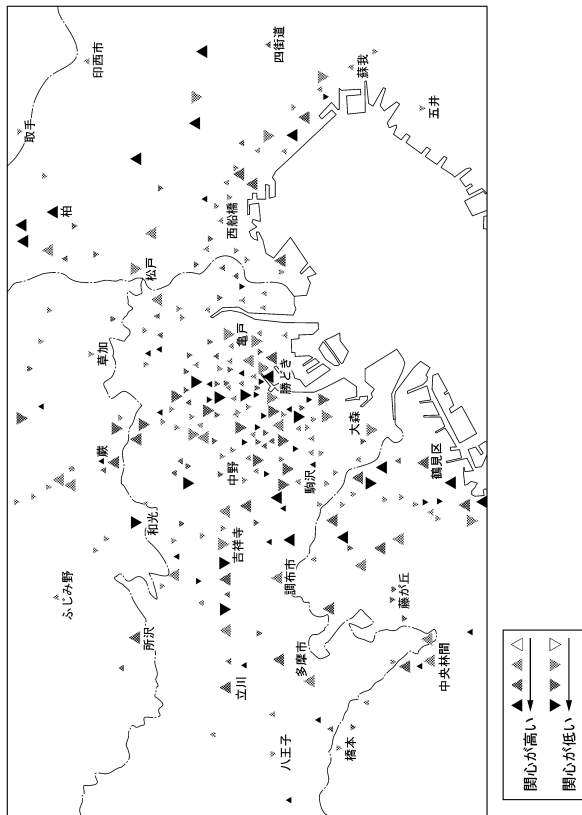 取手
印西市
四街道
蘇我
五井
柏
西船橋
松戸
草加
亀戸
勝どき
大森
蕨
中野
駒沢
鶴見区
和光
吉祥寺
調布市
ふじみ野
所沢
藤が丘
立川
多摩市
中央林間
八王子
橋本
関心が高い
関心が低い